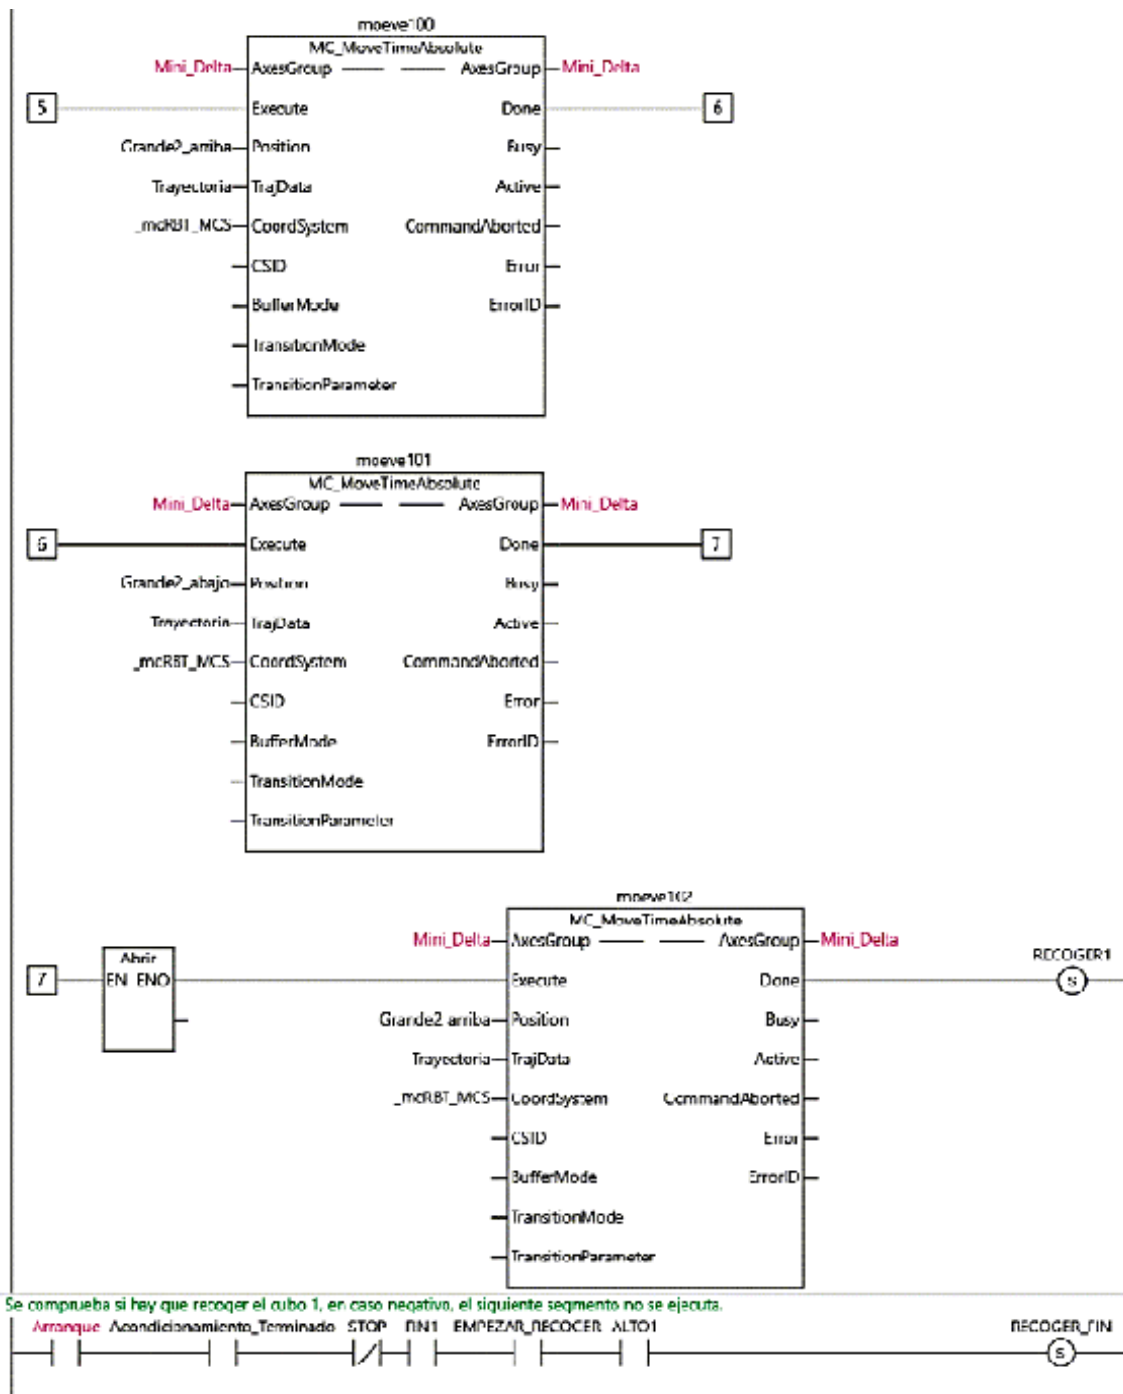 moeve100
MC_MoveTimeAbsolute
Mini_Delta AxesGroup AxesGroup Mini_Delta
5 Execute Done 6
Grande2_arriba Position Busy
Trayectoria TrajData Active
_mcRBT_MCS CoordSystem CommandAborted
CSID Error
BufferMode ErrorID
TransitionMode
TransitionParameter
moeve101
MC_MoveTimeAbsolute
Mini_Delta AxesGroup AxesGroup Mini_Delta
6 Execute Done 7
Grande2_abajo Position Busy
Trayectoria TrajData Active
_mcRBT_MCS CoordSystem CommandAborted
CSID Error
BufferMode ErrorID
TransitionMode
TransitionParameter
moeve102
MC_MoveTimeAbsolute
Mini_Delta AxesGroup AxesGroup Mini_Delta
Abrir RECOGER1
7 EN ENO Execute Done S
Grande2_arriba Position Busy
Trayectoria TrajData Active
_mcRBT_MCS CoordSystem CommandAborted
CSID Error
BufferMode ErrorID
TransitionMode
TransitionParameter
Se comprueba si hay que recoger el cubo 1, en caso negativo, el siguiente segmento no se ejecuta.
Arranque Acondicionamiento_Terminado STOP FIN1 EMPEZAR_RECOGER ALTO1 RECOGER_FIN
S